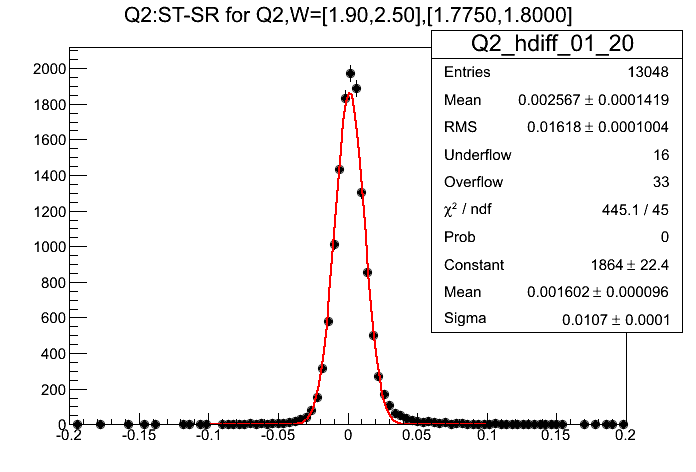 Q2:ST-SR for Q2,W=[1.90,2.50],[1.7750,1.8000]
Q2_hdiff_01_20
Entries 13048
Mean 0.002567 ± 0.0001419
RMS 0.01618 ± 0.0001004
Underflow 16
Overflow 33
χ² / ndf 445.1 / 45
Prob 0
Constant 1864 ± 22.4
Mean 0.001602 ± 0.000096
Sigma 0.0107 ± 0.0001
2000
1800
1600
1400
1200
1000
800
600
400
200
0
-0.2 -0.15 -0.1 -0.05 0 0.05 0.1 0.15 0.2